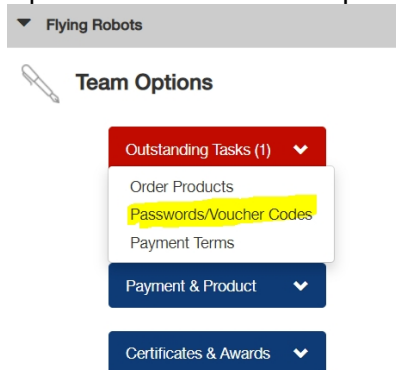 Flying Robots
Team Options
Outstanding Tasks (1)
Order Products
Passwords/Voucher Codes
Payment Terms
Payment & Product
Certificates & Awards